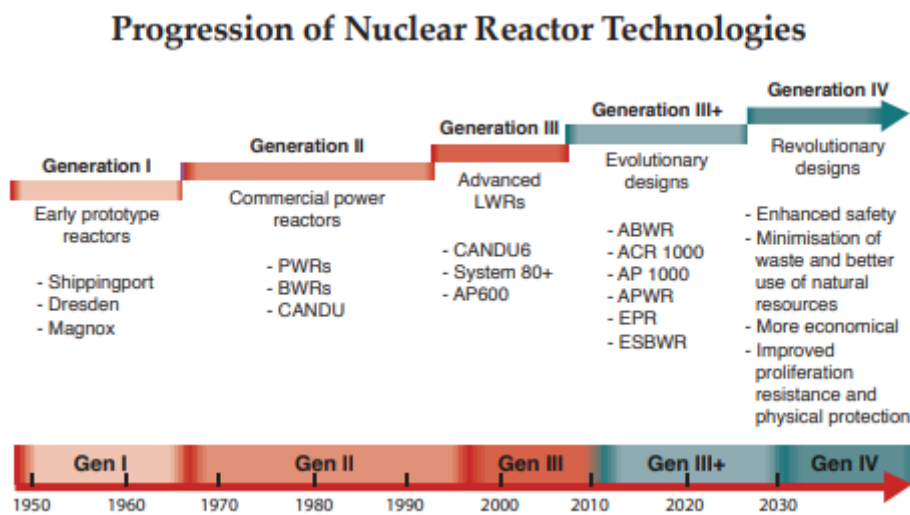 Progression of Nuclear Reactor Technologies
Generation I
Early prototype
reactors
- Shippingport
- Dresden
- Magnox
Generation II
Commercial power
reactors
- PWRs
- BWRs
- CANDU
Generation III
Advanced
LWRs
- CANDU6
- System 80+
- AP600
Generation III+
Evolutionary
designs
- ABWR
- ACR 1000
- AP 1000
- APWR
- EPR
- ESBWR
Generation IV
Revolutionary
designs
- Enhanced safety
- Minimisation of
waste and better
use of natural
resources
- More economical
- Improved
proliferation
resistance and
physical protection
Gen I Gen II Gen III Gen III+ Gen IV
1950 1960 1970 1980 1990 2000 2010 2020 2030